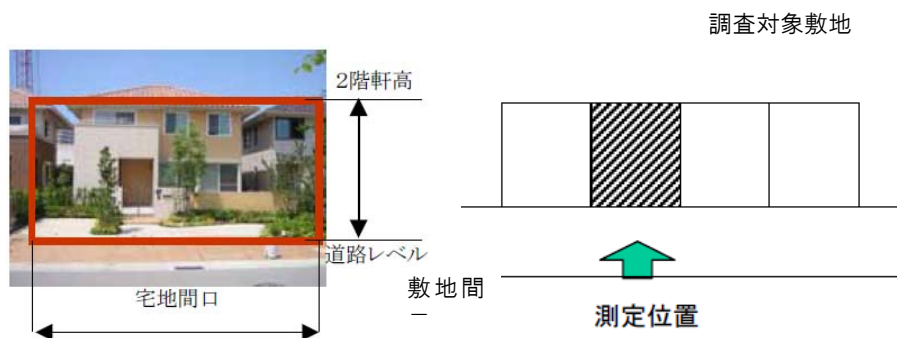 調査対象敷地
2階軒高
道路レベル
宅地間口
敷地間
測定位置